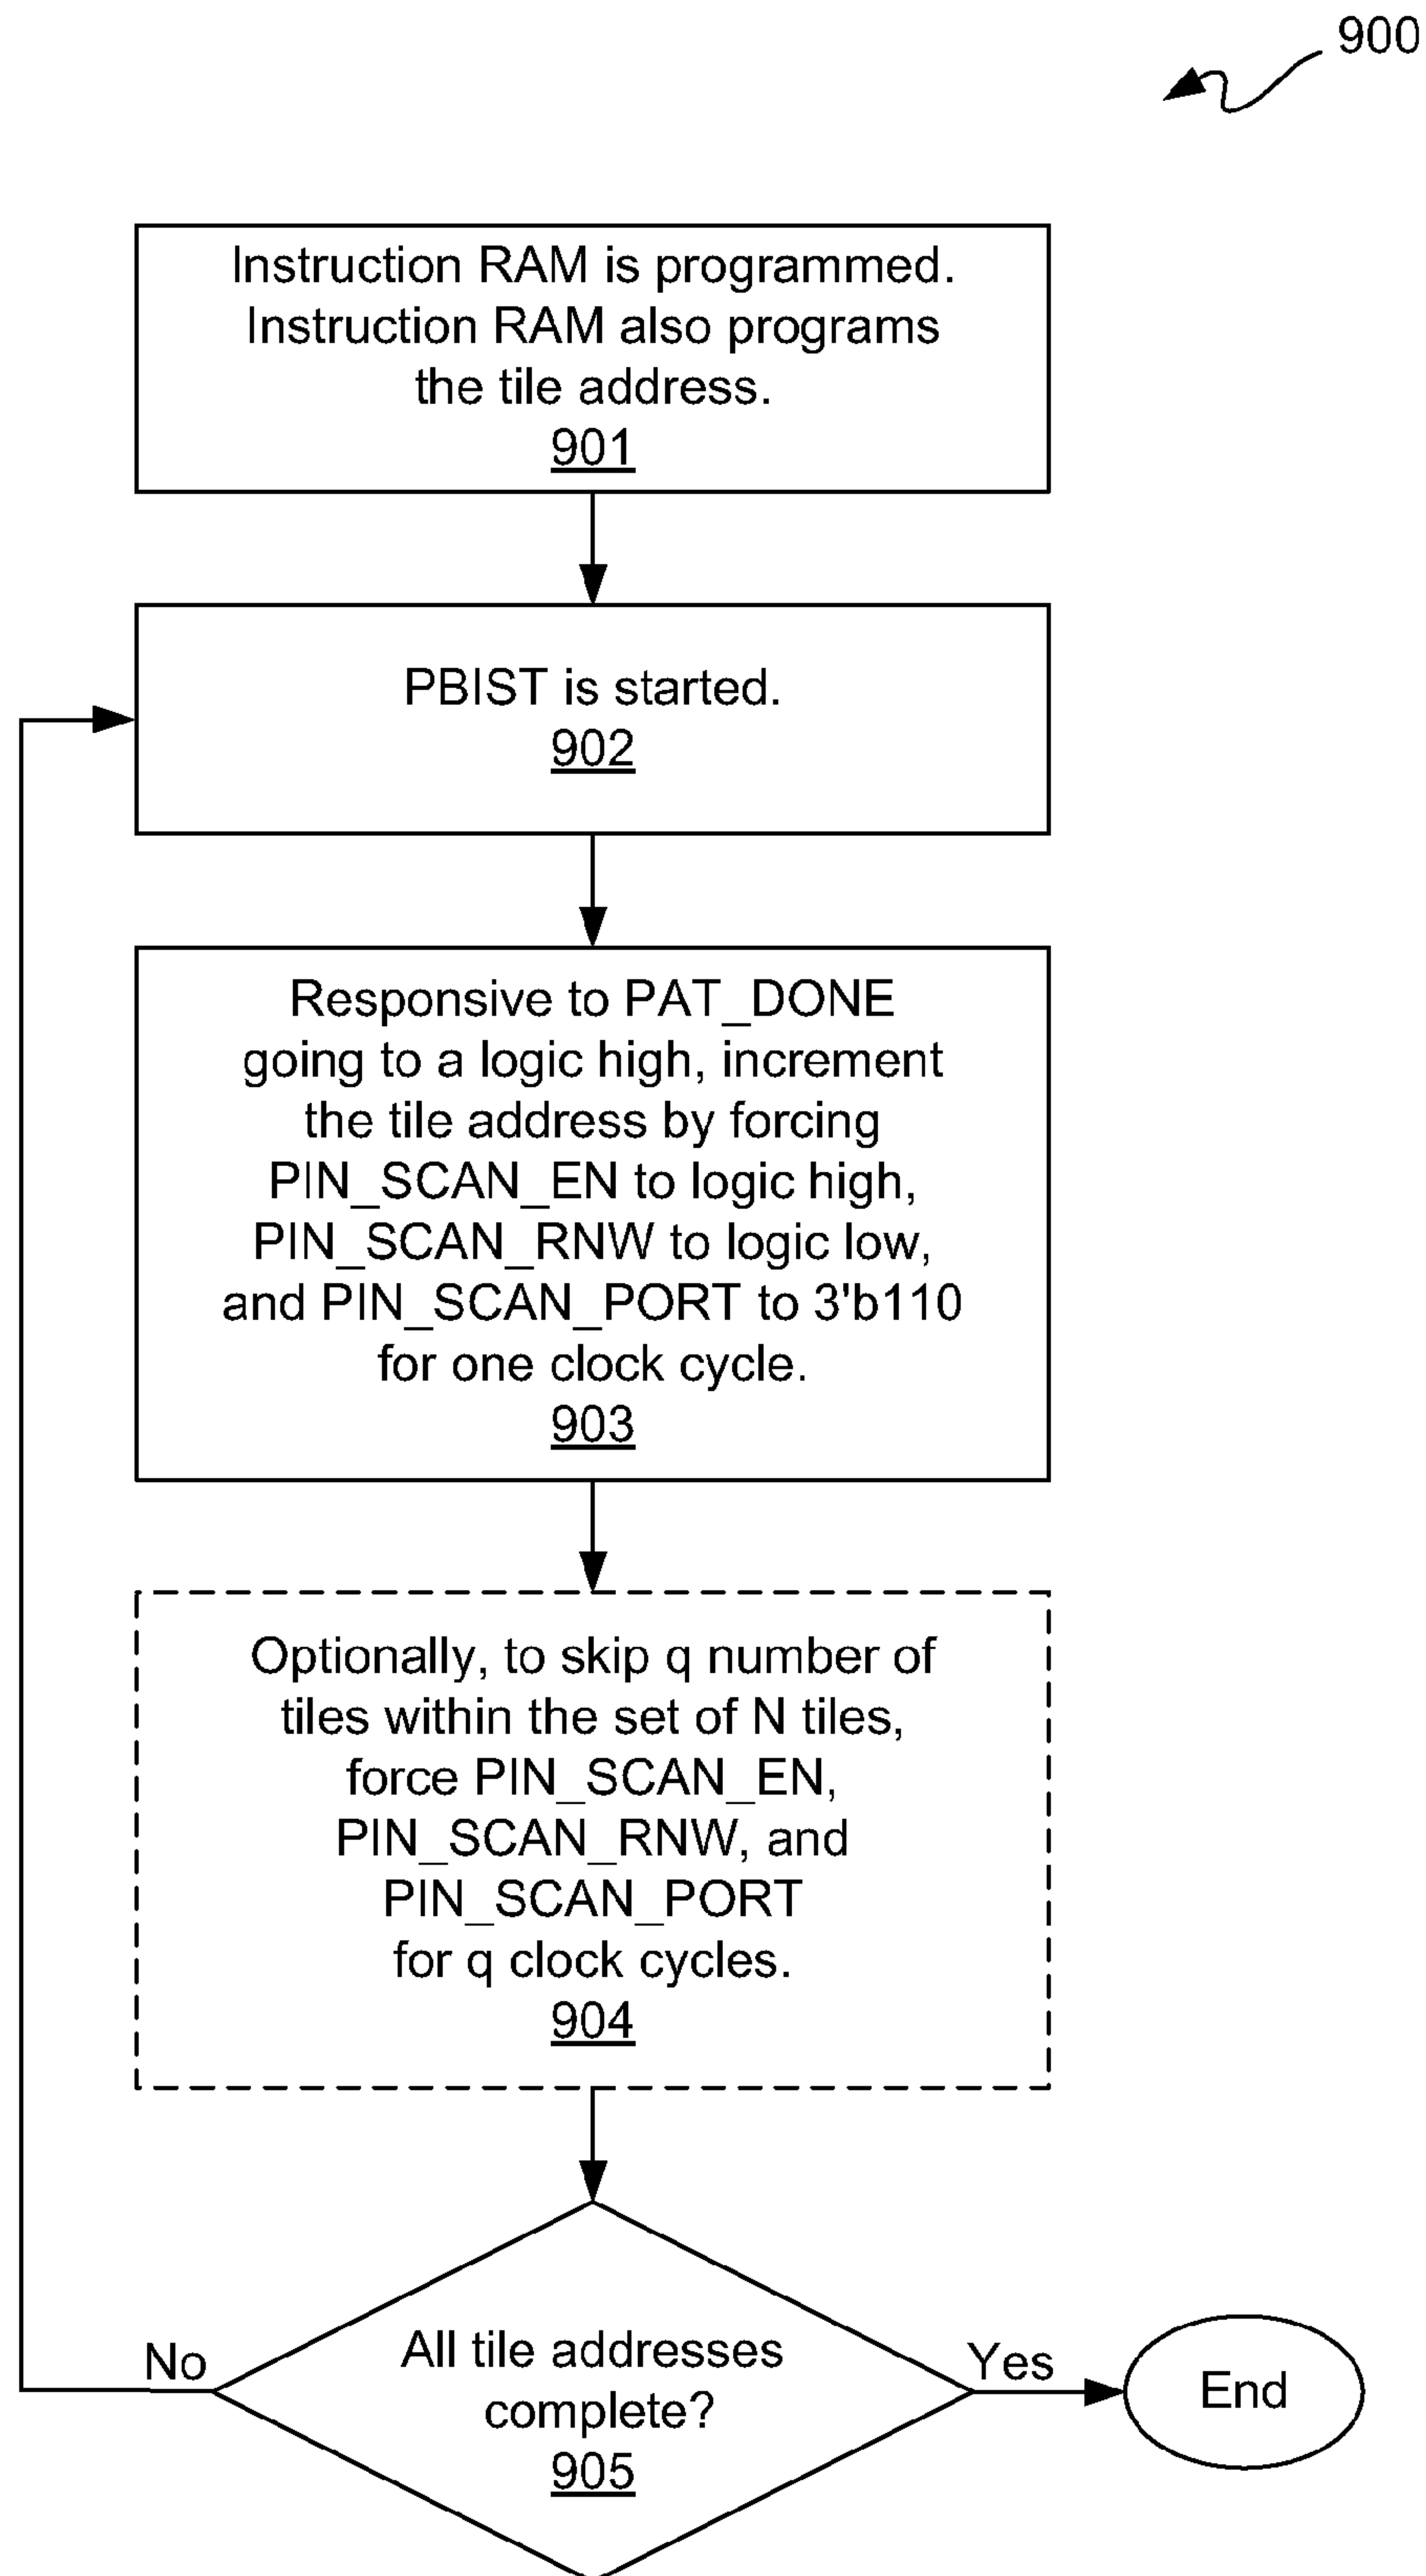 900
Instruction RAM is programmed.
Instruction RAM also programs
the tile address.
901
PBIST is started.
902
Responsive to PAT_DONE
going to a logic high, increment
the tile address by forcing
PIN_SCAN_EN to logic high,
PIN_SCAN_RNW to logic low,
and PIN_SCAN_PORT to 3'b110
for one clock cycle.
903
Optionally, to skip q number of
tiles within the set of N tiles,
force PIN_SCAN_EN,
PIN_SCAN_RNW, and
PIN_SCAN_PORT
for q clock cycles.
904
No
All tile addresses
complete?
905
Yes
End